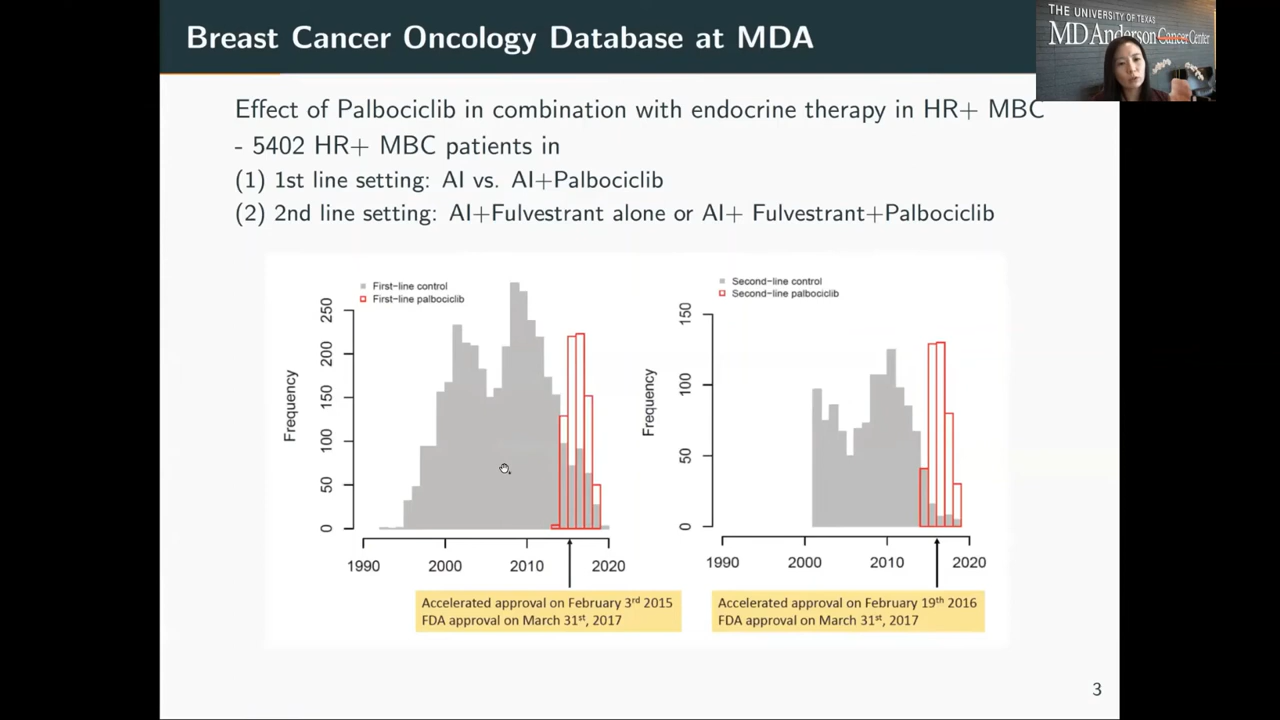 Breast Cancer Oncology Database at MDA
THE UNIVERSITY OF TEXAS
MD Anderson Cancer Center
Effect of Palbociclib in combination with endocrine therapy in HR+ MBC
- 5402 HR+ MBC patients in
(1) 1st line setting: AI vs. AI+Palbociclib
(2) 2nd line setting: AI+Fulvestrant alone or AI+ Fulvestrant+Palbociclib
First−line control
First−line palbociclib
Frequency
250
200
150
100
50
0
1990
2000
2010
2020
Accelerated approval on February 3rd 2015
FDA approval on March 31st, 2017
Second−line control
Second−line palbociclib
Frequency
150
100
50
0
1990
2000
2010
2020
Accelerated approval on February 19th 2016
FDA approval on March 31st, 2017
3